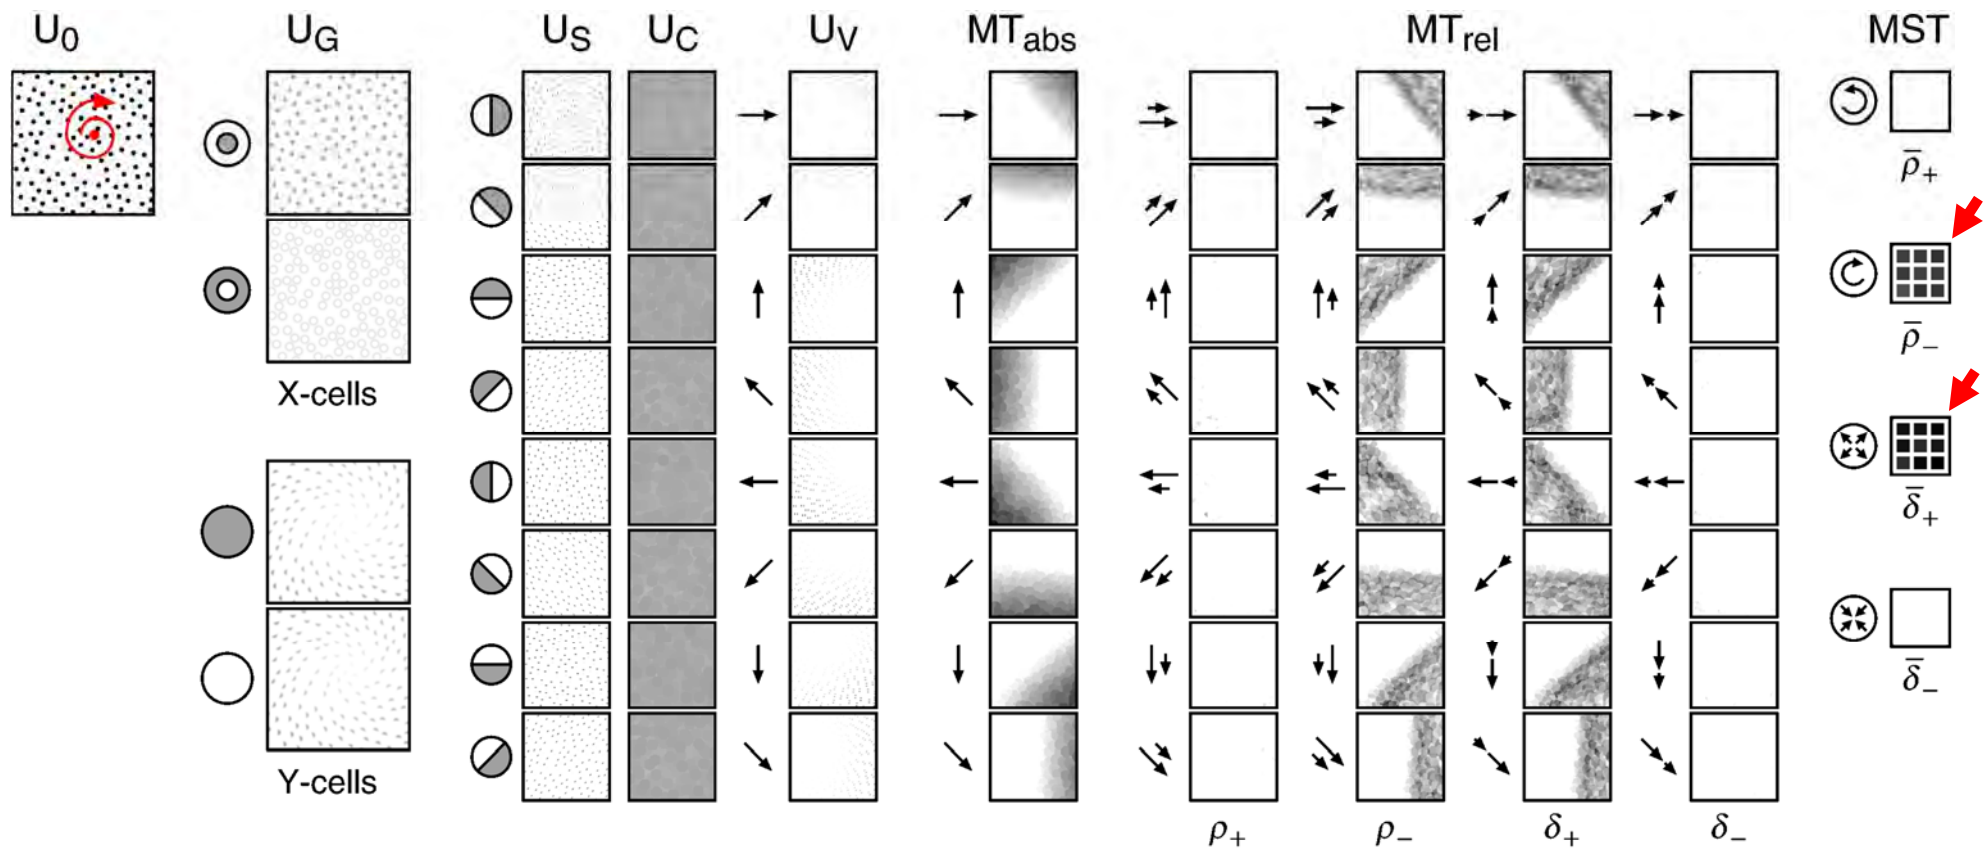 U0 UG US UC UV MTabs MTrel MST
X-cells
Y-cells
ρ+ ρ− δ+ δ−
ρ̄+
ρ̄−
δ̄+
δ̄−